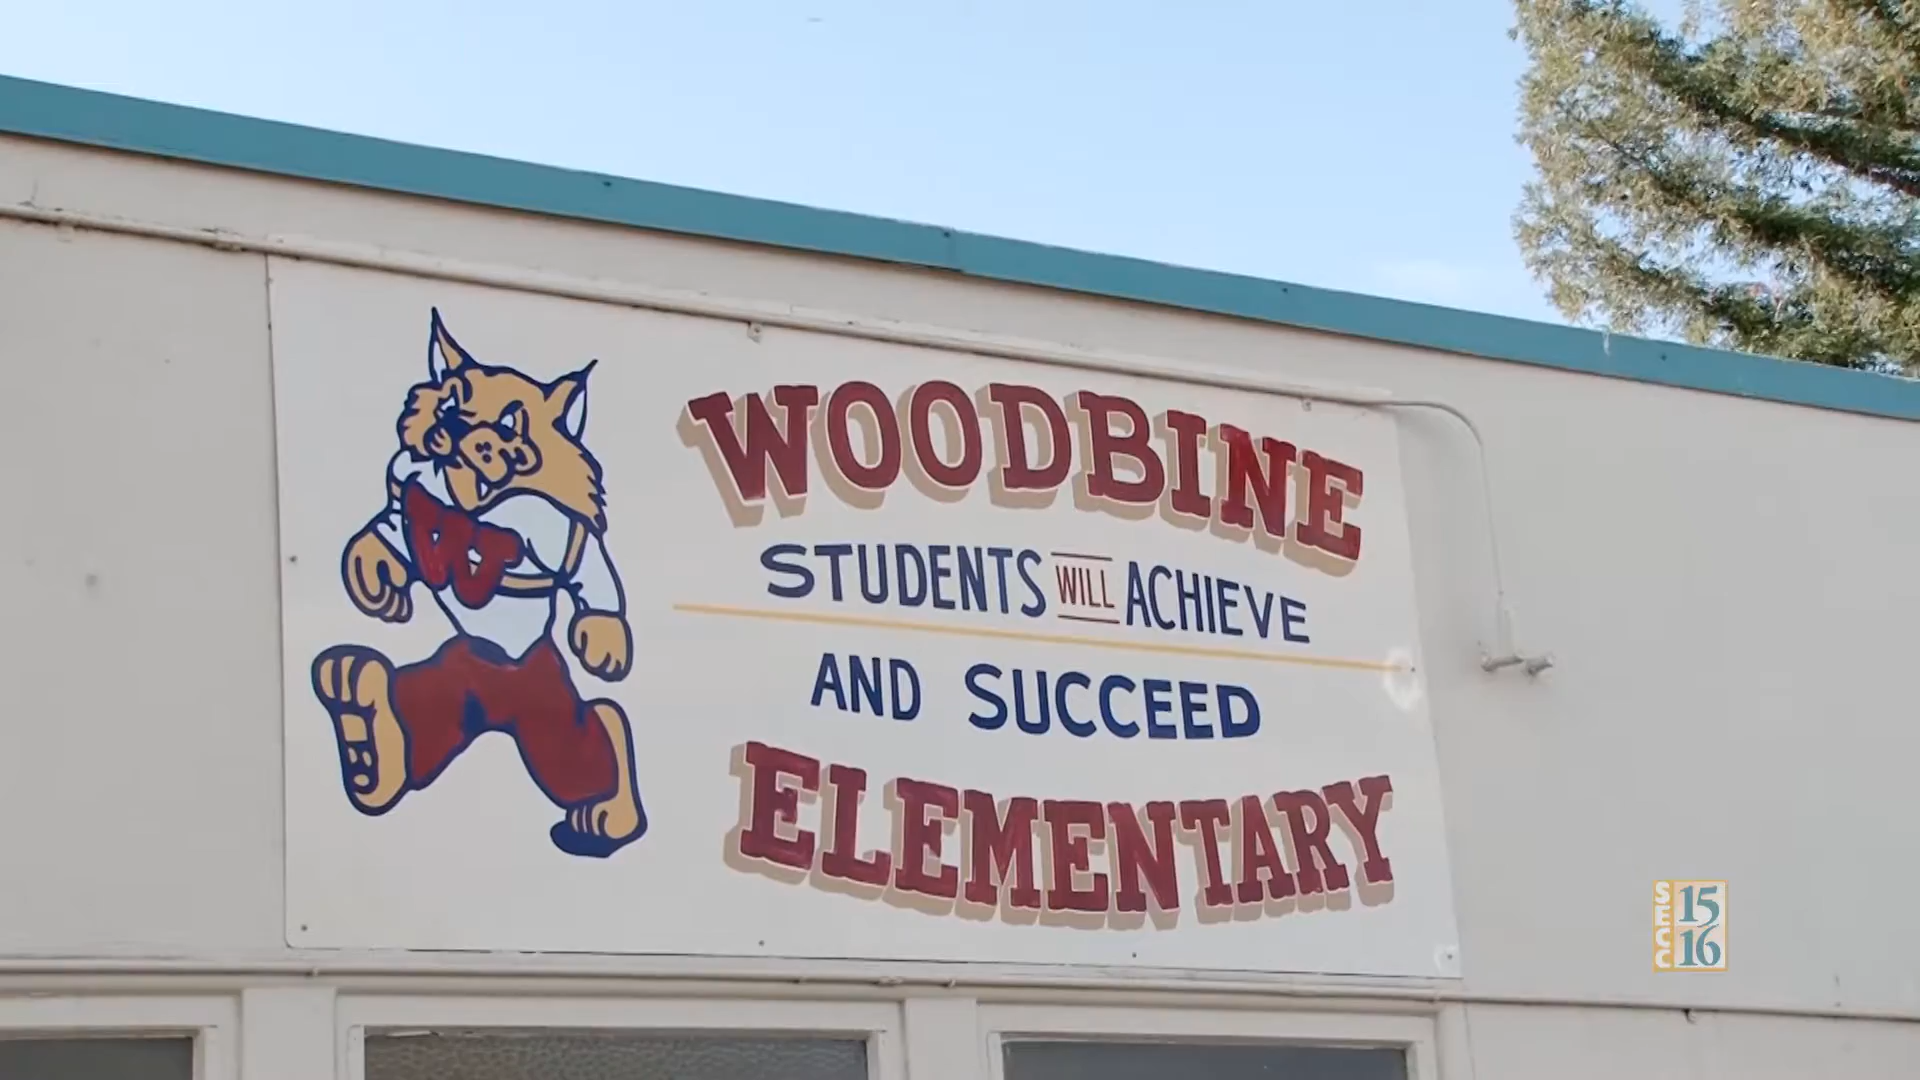 WOODBINE
STUDENTS WILL ACHIEVE
AND SUCCEED
ELEMENTARY
SECC
15
16